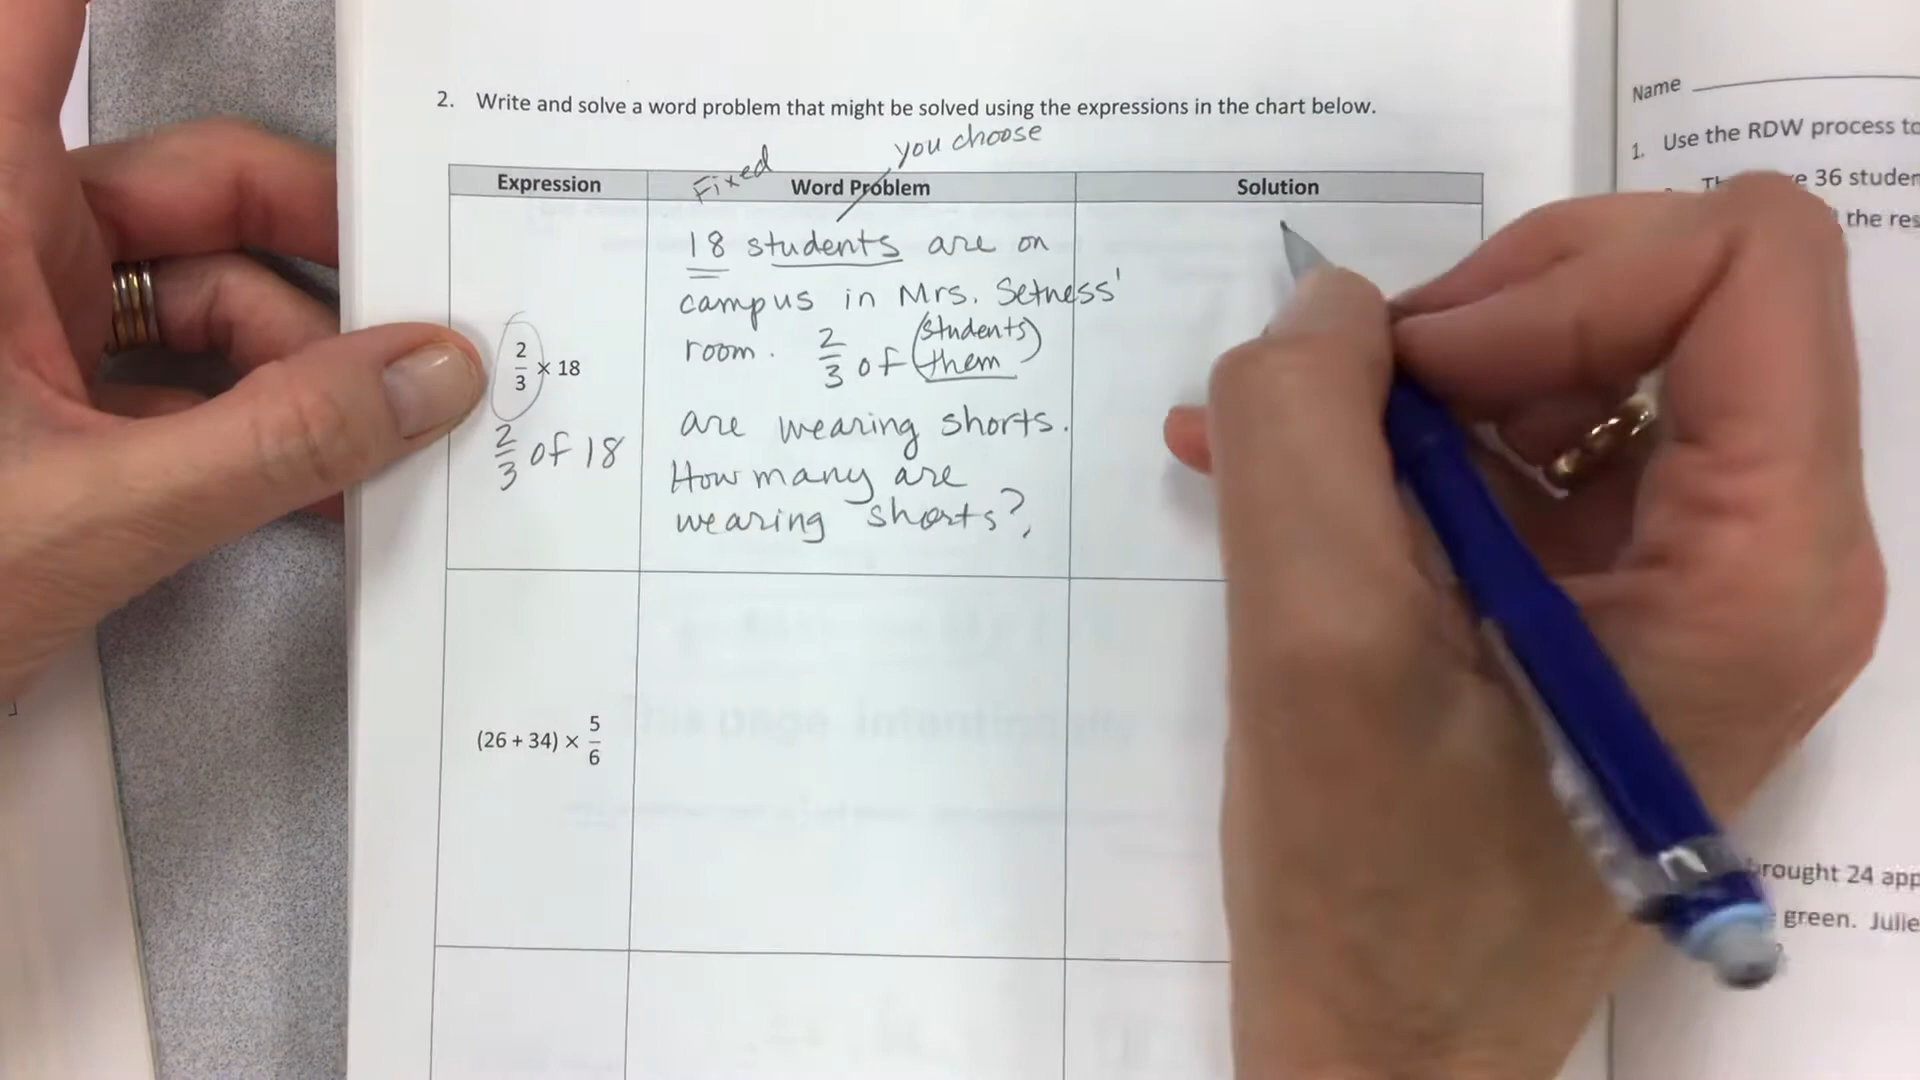 2. Write and solve a word problem that might be solved using the expressions in the chart below.
Fixed
you choose
Expression
Word Problem
Solution
2/3 × 18
2/3 of 18
18 students are on
campus in Mrs. Setness'
room. 2/3 of (students)
them
are wearing shorts.
How many are
wearing shorts?
(26 + 34) × 5/6
Name
1. Use the RDW process to
36 studen
the res
brought 24 app
green. Julie